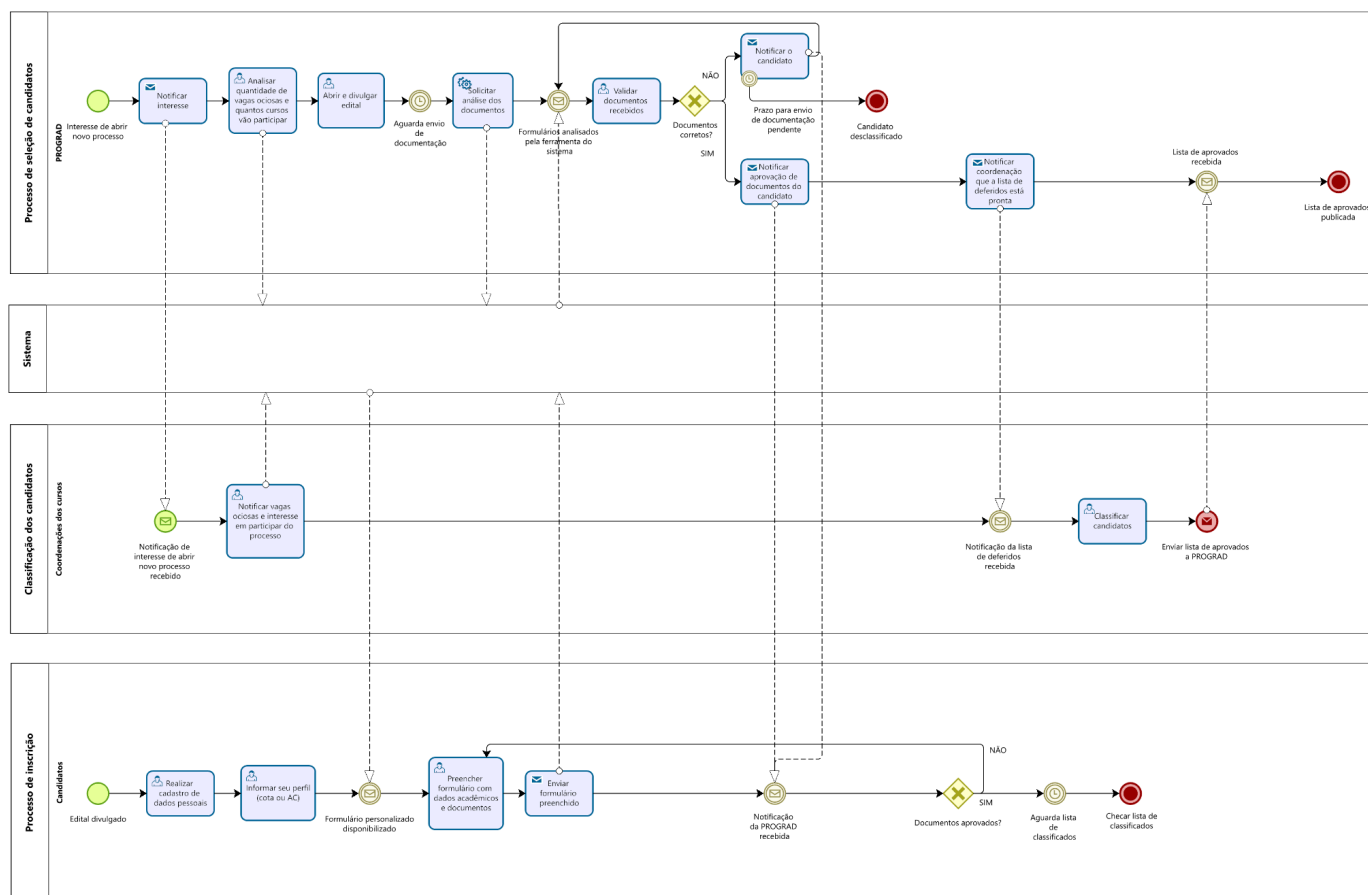 Processo de seleção de candidatos
PROGRAD
Interesse de abrir
novo processo
Notificar
interesse
Analisar
quantidade de
vagas ociosas e
quantos cursos
vão participar
Abrir e divulgar
edital
Aguarda envio
de
documentação
Solicitar
análise dos
documentos
Formulários analisados
pela ferramenta do
sistema
Validar
documentos
recebidos
Documentos
corretos?
NÃO
SIM
Notificar o
candidato
Prazo para envio
de documentação
pendente
Candidato
desclassificado
Notificar
aprovação de
documentos do
candidato
Notificar
coordenação
que a lista de
deferidos está
pronta
Lista de aprovados
recebida
Lista de aprovados
publicada
Sistema
Classificação dos candidatos
Coordenações dos cursos
Notificação de
interesse de abrir
novo processo
recebido
Notificar vagas
ociosas e interesse
em participar do
processo
Notificação da lista
de deferidos
recebida
Classificar
candidatos
Enviar lista de aprovados
a PROGRAD
Processo de inscrição
Candidatos
Edital divulgado
Realizar
cadastro de
dados pessoais
Informar seu perfil
(cota ou AC)
Formulário personalizado
disponibilizado
Preencher
formulário com
dados acadêmicos
e documentos
Enviar
formulário
preenchido
Notificação
da PROGRAD
recebida
Documentos aprovados?
NÃO
SIM
Aguarda lista
de
classificados
Checar lista de
classificados